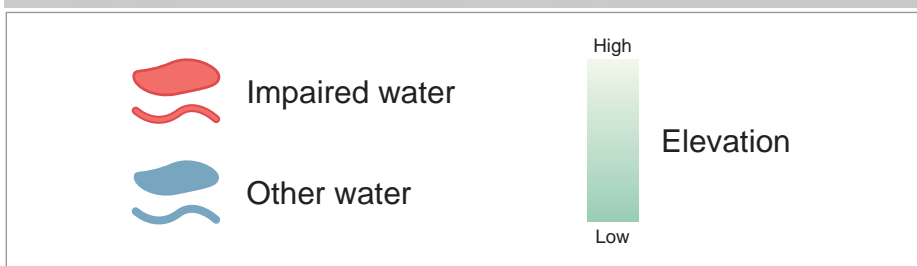 Impaired water
Other water
High
Elevation
Low